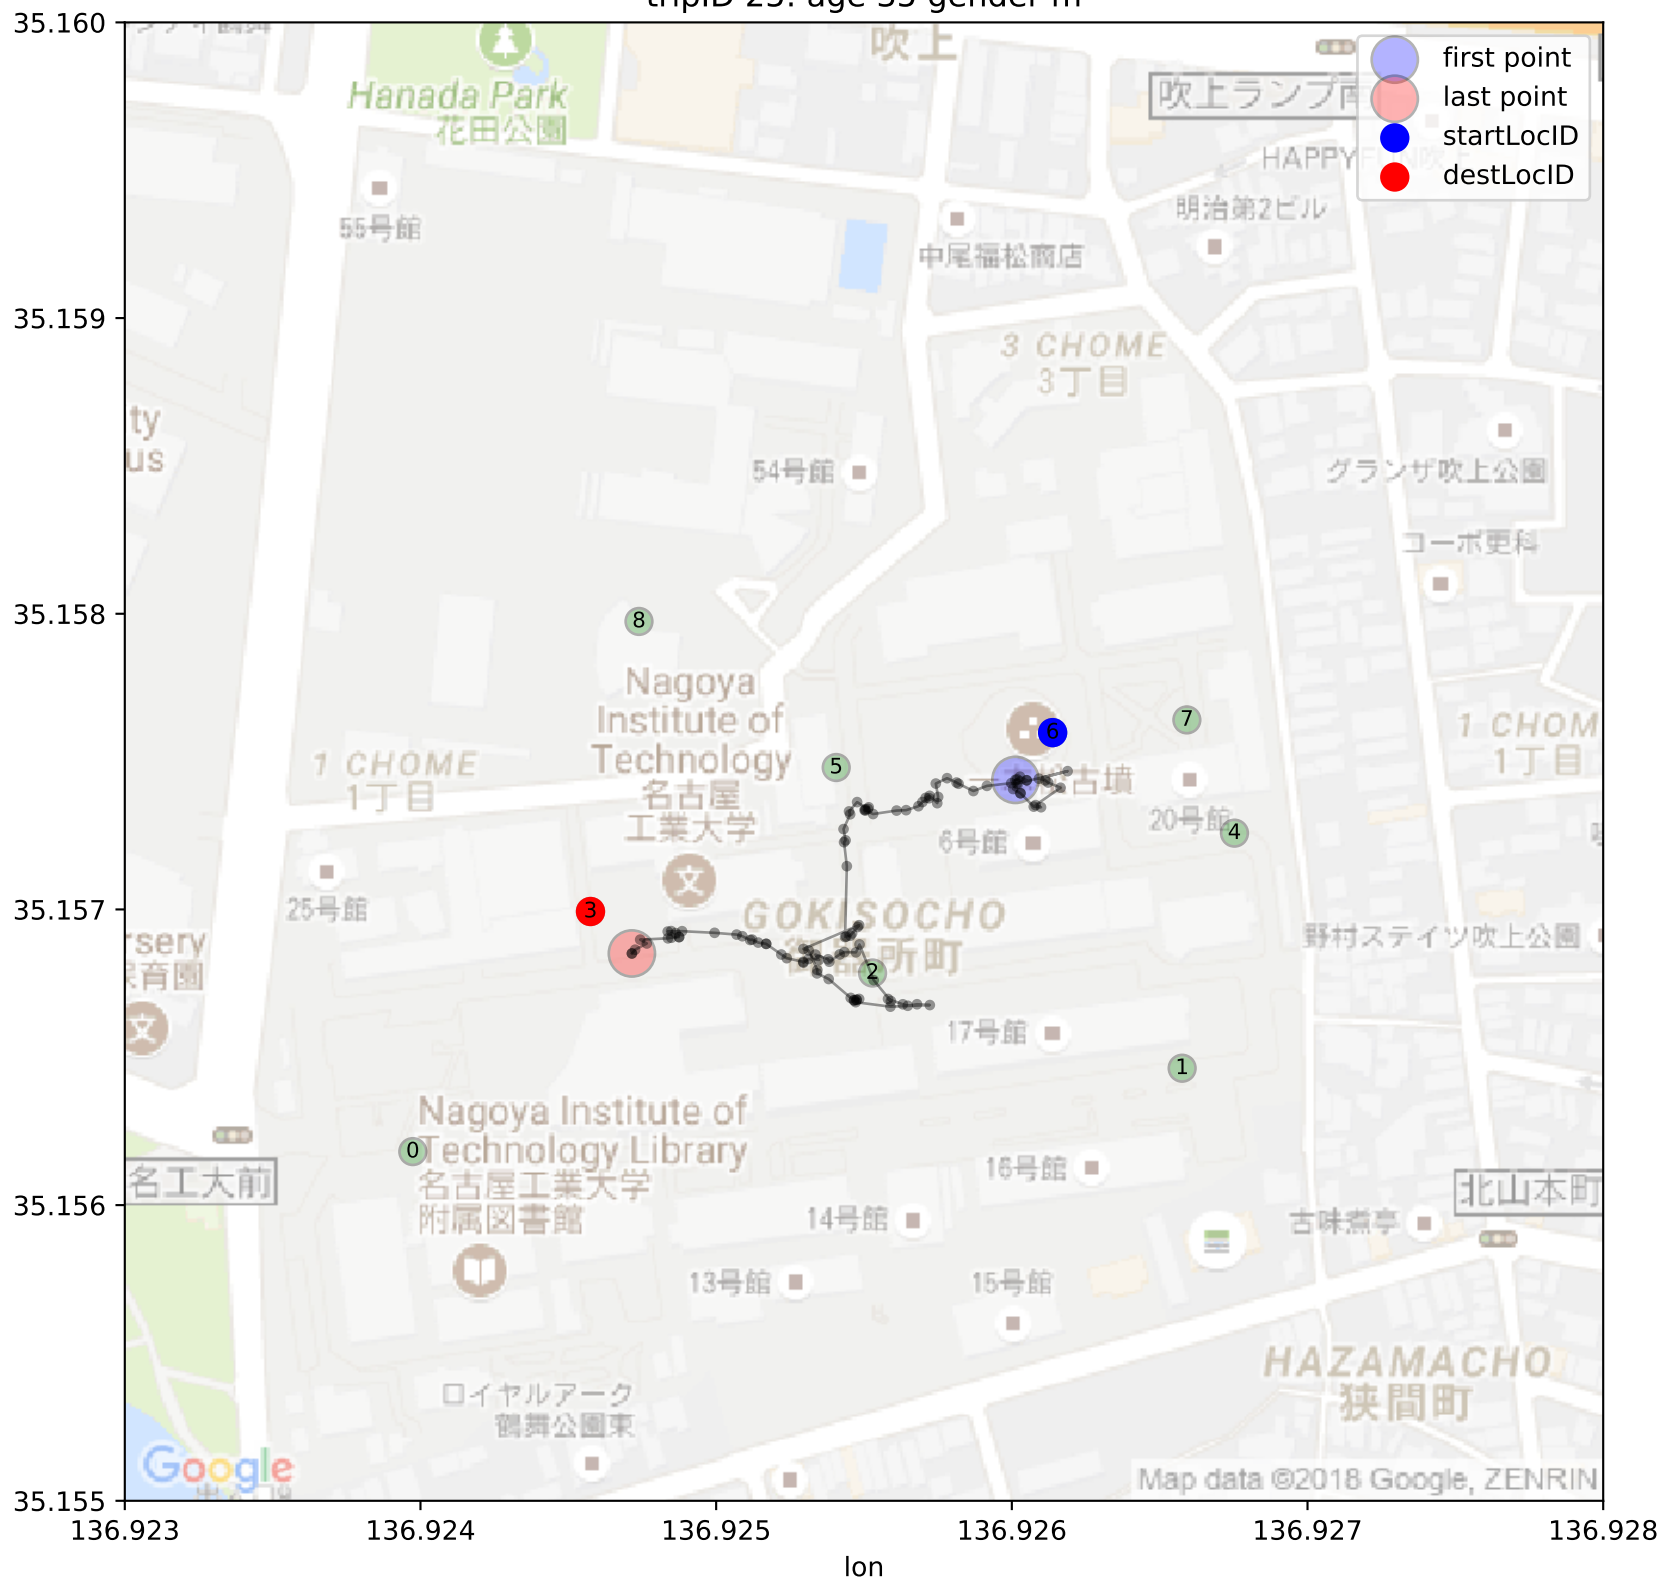 35.160
吹上
first point
last point
startLocID
destLocID
吹上ランプ南
Hanada Park
花田公園
明治第2ビル
55号館
中尾福松商店
35.159
3 CHOME
3丁目
ty
us
54号館
グランザ吹上公園
コーポ更科
35.158
8
Nagoya
Institute of
Technology
名古屋
工業大学
7
6
5
1 CHOME
1丁目
1 CHOM
1丁目
20号館
4
6号館
35.157
3
25号館
GOKISOCHO
御器所町
野村ステイツ吹上公園
rsery
保育園
2
17号館
1
Nagoya Institute of
Technology Library
名古屋工業大学
附属図書館
0
名工大前
16号館
北山本町
35.156
14号館
古味煮亭
13号館
15号館
HAZAMACHO
狭間町
ロイヤルアーク
鶴舞公園東
Google
Map data ©2018 Google, ZENRIN
35.155
136.923
136.924
136.925
136.926
136.927
136.928
lon